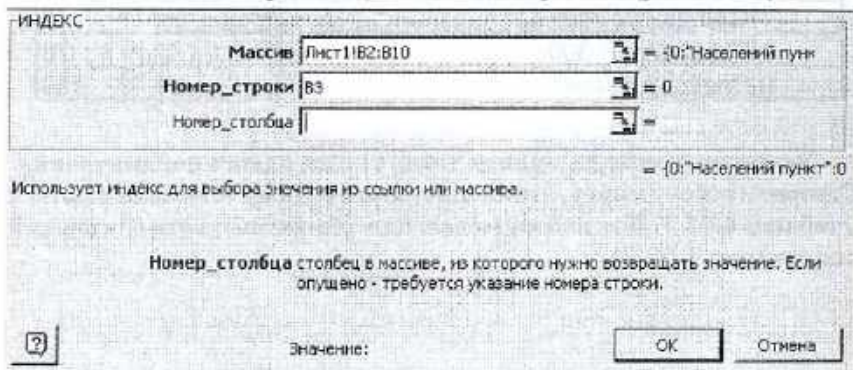 ИНДЕКС
Массив Лист1!B2:B10 = {0:"Населений пунк
Номер_строки B3 = 0
Номер_столбца =
= {0:"Населений пункт":0
Использует индекс для выбора значения из ссылки или массива.
Номер_столбца столбец в массиве, из которого нужно возвращать значение. Если
опущено - требуется указание номера строки.
Значение: ОК Отмена